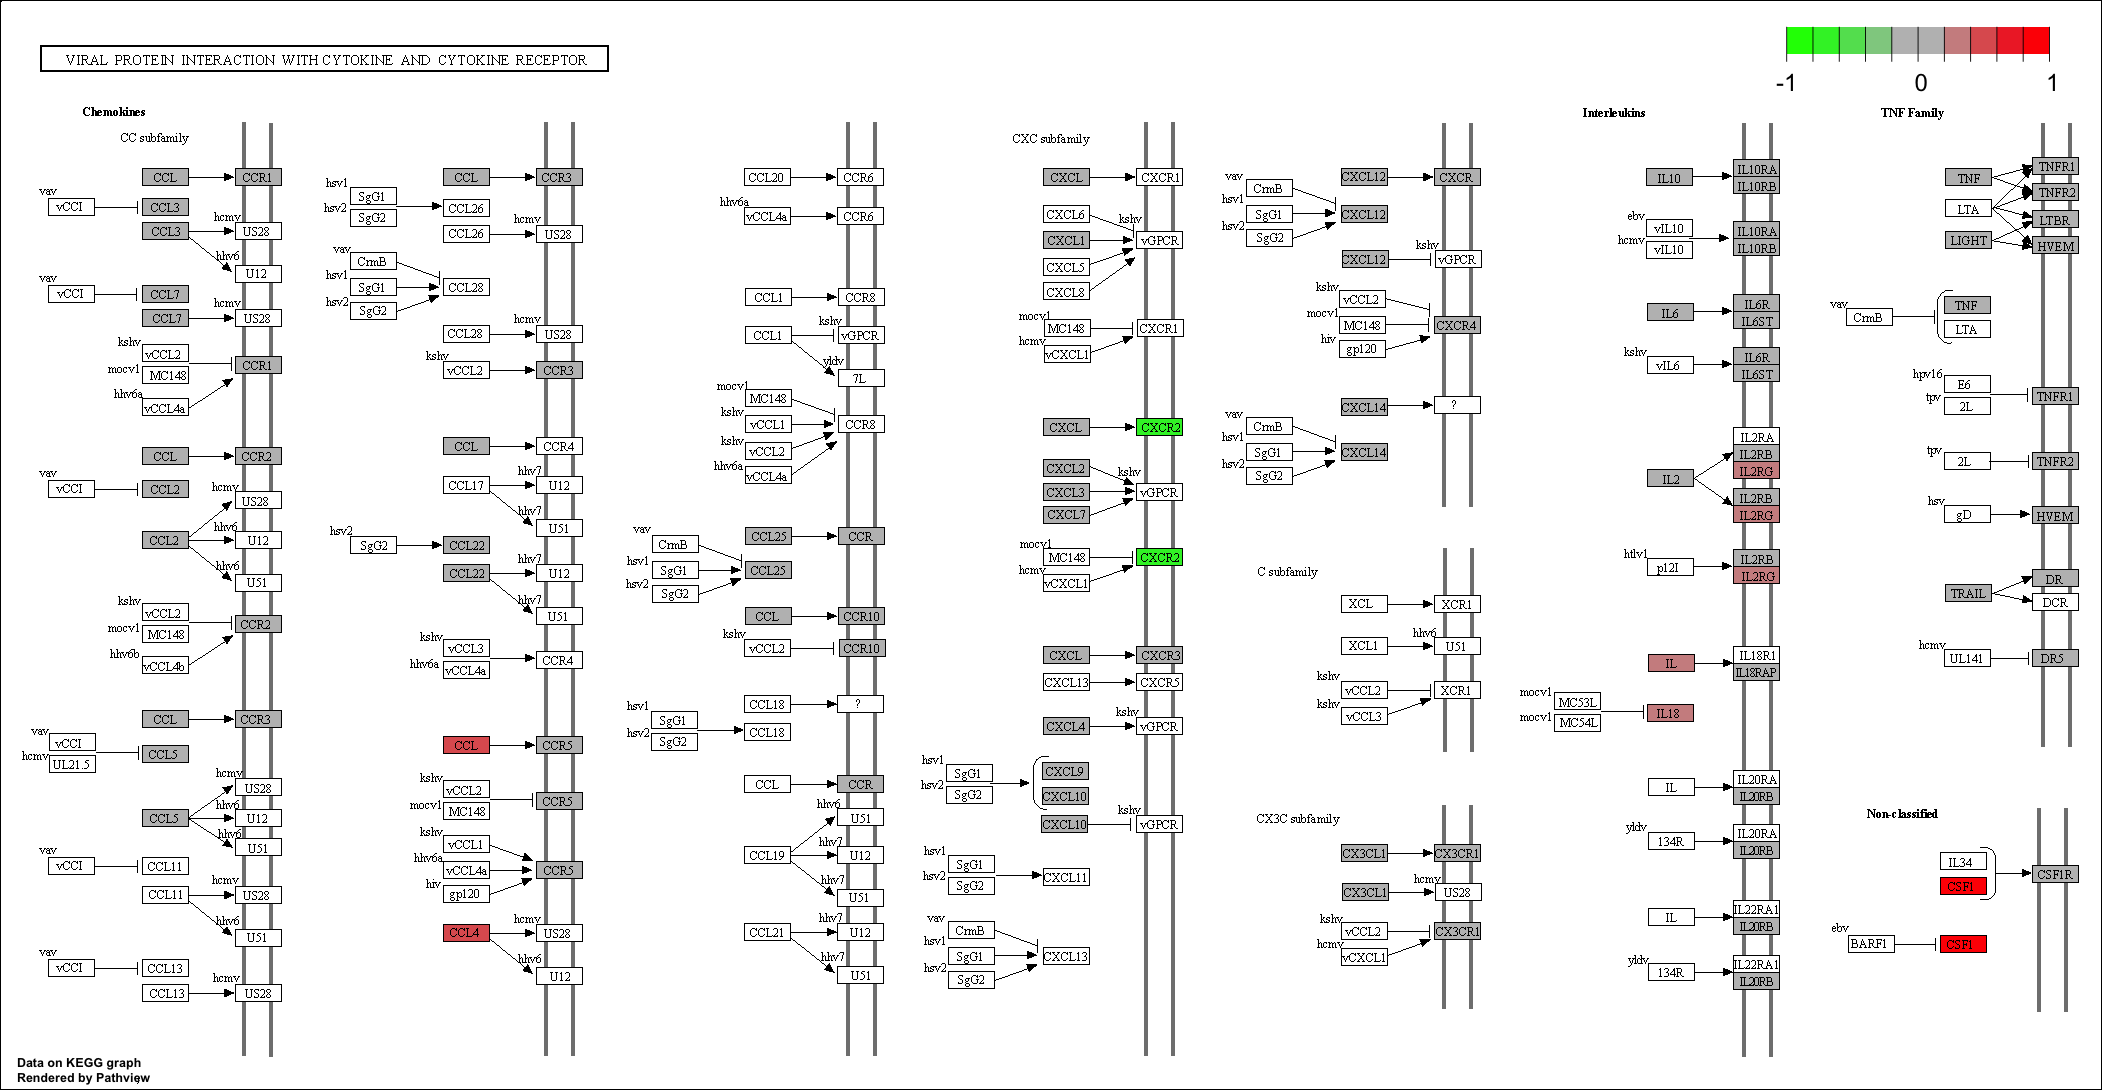 VIRAL PROTEIN INTERACTION WITH CYTOKINE AND CYTOKINE RECEPTOR
-1 0 1
Chemokines
CC subfamily
CCL CCR1
vav
vCCI CCL3
hcmv
CCL3 US28
hhv6
U12
vav
vCCI CCL7
hcmv
CCL7 US28
kshv
vCCL2
CCR1
mocv1
MC148
hhv6a
vCCL4a
CCL CCR2
vav
vCCI CCL2
hcmv
US28
hhv6
CCL2 U12
hhv6
U51
kshv
vCCL2
CCR2
mocv1
MC148
hhv6b
vCCL4b
CCL CCR3
vav
vCCI
CCL5
hcmv
UL21.5
hcmv
US28
hhv6
CCL5 U12
hhv6
U51
vav
vCCI CCL11
hcmv
CCL11 US28
hhv6
U51
vav
vCCI CCL13
hcmv
CCL13 US28
CCL CCR3
hsv1
SgG1
CCL26
hsv2
SgG2
hcmv
CCL26 US28
vav
CrmB
hsv1
SgG1 CCL28
hsv2
SgG2
hcmv
CCL28 US28
kshv
vCCL2 CCR3
CCL CCR4
hhv7
CCL17 U12
hhv7
U51
hsv2
SgG2 CCL22
hhv7
CCL22 U12
hhv7
U51
kshv
vCCL3
CCR4
hhv6a
vCCL4a
CCL CCR5
kshv
vCCL2
CCR5
mocv1
MC148
kshv
vCCL1
hhv6a
vCCL4a CCR5
hiv
gp120
hcmv
CCL4 US28
hhv6
U12
CCL20 CCR6
hhv6a
vCCL4a CCR6
CCL1 CCR8
kshv
CCL1 vGPCR
yldv
7L
mocv1
MC148
kshv
vCCL1 CCR8
kshv
vCCL2
hhv6a
vCCL4a
CCL25 CCR
vav
CrmB
hsv1
SgG1 CCL25
hsv2
SgG2
CCL CCR10
kshv
vCCL2 CCR10
CCL18 ?
hsv1
SgG1
CCL18
hsv2
SgG2
CCL CCR
hhv6
U51
hhv7
CCL19 U12
hhv7
U51
hhv7
CCL21 U12
hhv7
U51
CXC subfamily
CXCL CXCR1
CXCL6
kshv
CXCL1 vGPCR
CXCL5
CXCL8
mocv1
MC148 CXCR1
hcmv
vCXCL1
CXCL CXCR2
CXCL2
kshv
CXCL3 vGPCR
CXCL7
mocv1
MC148 CXCR2
hcmv
vCXCL1
CXCL CXCR3
CXCL13 CXCR5
kshv
CXCL4 vGPCR
hsv1
SgG1 CXCL9
hsv2
SgG2 CXCL10
kshv
CXCL10 vGPCR
hsv1
SgG1
CXCL11
hsv2
SgG2
vav
CrmB
hsv1
SgG1 CXCL13
hsv2
SgG2
CXCL12 CXCR
vav
CrmB
hsv1
SgG1 CXCL12
hsv2
SgG2
kshv
CXCL12 vGPCR
kshv
vCCL2
mocv1
MC148 CXCR4
hiv
gp120
CXCL14 ?
vav
CrmB
hsv1
SgG1 CXCL14
hsv2
SgG2
C subfamily
XCL XCR1
hhv6
XCL1 U51
kshv
vCCL2 XCR1
kshv
vCCL3
CX3C subfamily
CX3CL1 CX3CR1
hcmv
CX3CL1 US28
kshv
vCCL2 CX3CR1
hcmv
vCXCL1
Interleukins
IL10 IL10RA
IL10RB
ebv
vIL10 IL10RA
hcmv
vIL10 IL10RB
IL6 IL6R
IL6ST
kshv
vIL6 IL6R
IL6ST
IL2RA
IL2RB
IL2RG
IL2
IL2RB
IL2RG
htlv1
p12I IL2RB
IL2RG
IL IL18R1
IL18RAP
mocv1
MC53L
IL18
mocv1
MC54L
IL IL20RA
IL20RB
yldv
134R IL20RA
IL20RB
IL IL22RA1
IL20RB
yldv
134R IL22RA1
IL20RB
TNF Family
TNFR1
TNF
TNFR2
LTA
LTBR
LIGHT
HVEM
vav
CrmB TNF
LTA
hpv16
E6
TNFR1
tpv
2L
tpv
2L TNFR2
hsv
gD HVEM
TRAIL DR
DCR
hcmv
UL141 DR5
Non-classified
IL34
CSF1R
CSF1
ebv
BARF1 CSF1
Data on KEGG graph
Rendered by Pathview